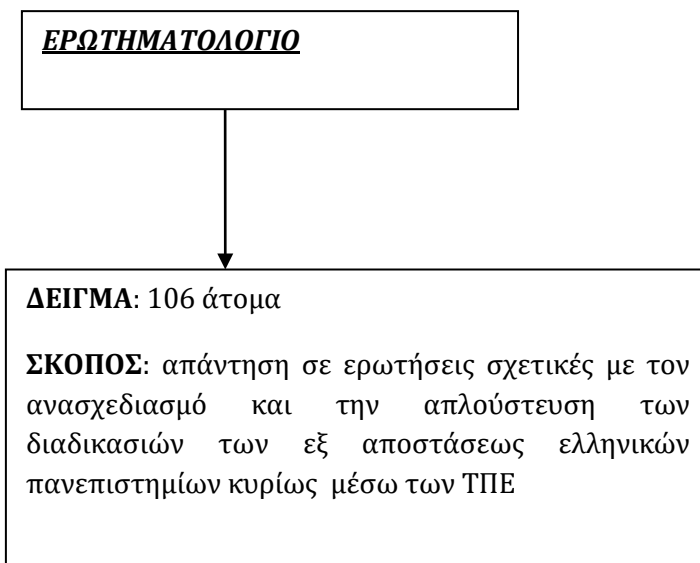 ΕΡΩΤΗΜΑΤΟΛΟΓΙΟ
ΔΕΙΓΜΑ: 106 άτομα
ΣΚΟΠΟΣ: απάντηση σε ερωτήσεις σχετικές με τον
ανασχεδιασμό και την απλούστευση των
διαδικασιών των εξ αποστάσεως ελληνικών
πανεπιστημίων κυρίως μέσω των ΤΠΕ